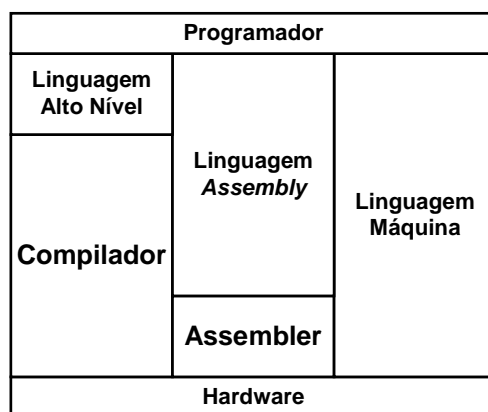 Programador
Linguagem
Alto Nível
Compilador
Linguagem
Assembly
Assembler
Linguagem
Máquina
Hardware